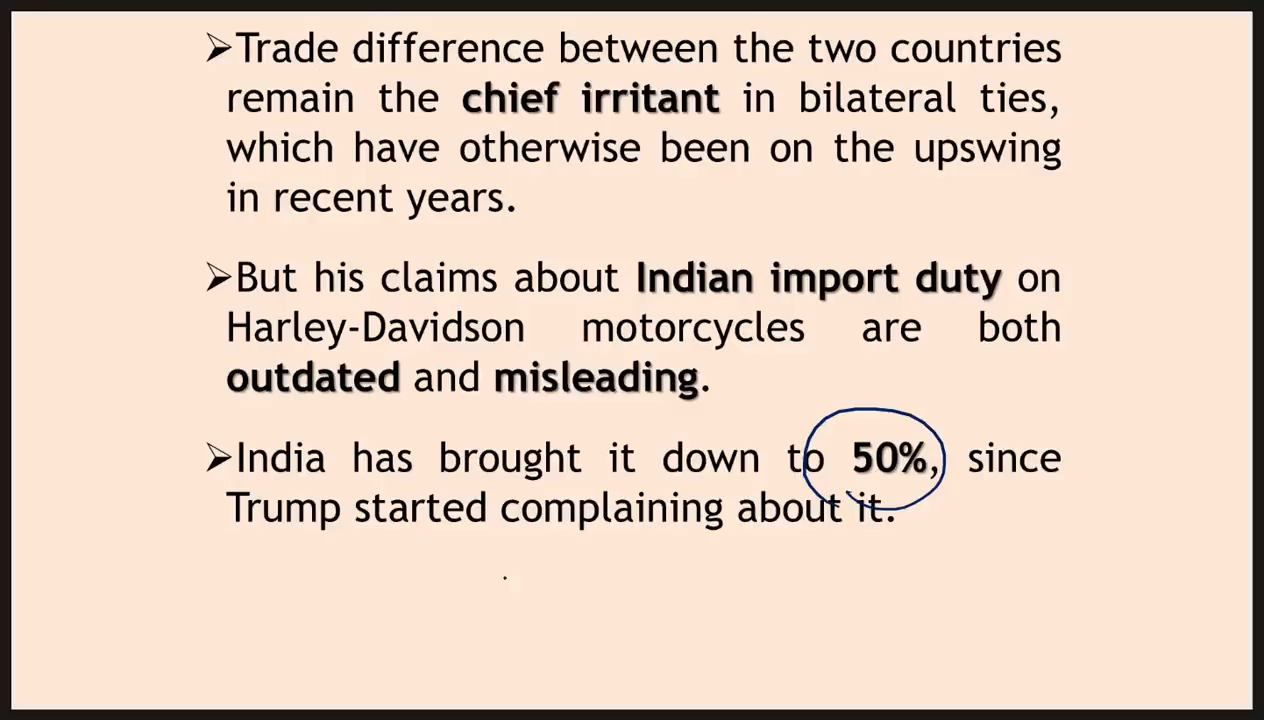 ➢Trade difference between the two countries
remain the chief irritant in bilateral ties,
which have otherwise been on the upswing
in recent years.
➢But his claims about Indian import duty on
Harley-Davidson motorcycles are both
outdated and misleading.
➢India has brought it down to 50%, since
Trump started complaining about it.